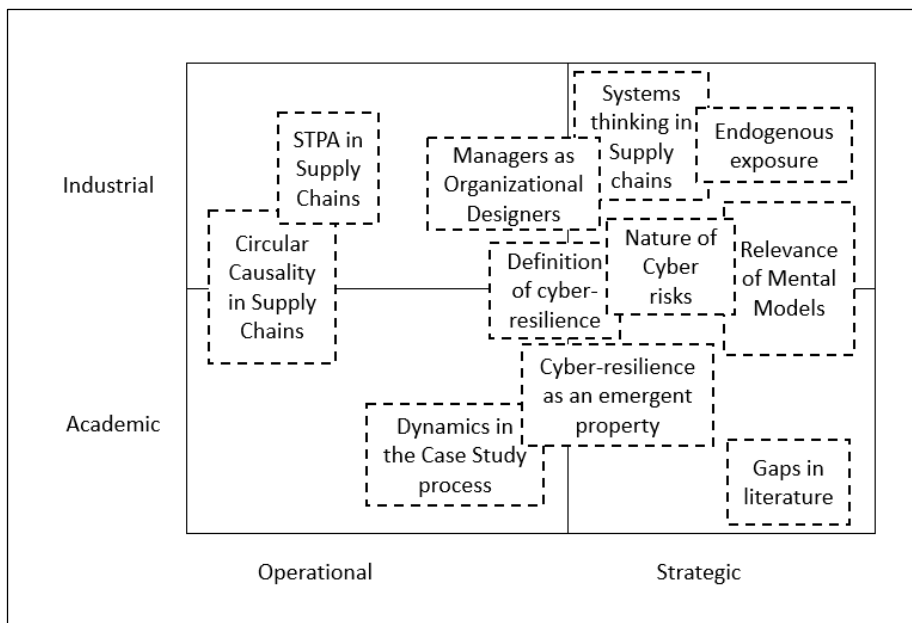 Systems
thinking in
Supply
chains
Endogenous
exposure
STPA in
Supply
Chains
Managers as
Organizational
Designers
Industrial
Circular
Causality
in Supply
Chains
Definition
of cyber-
resilience
Nature of
Cyber
risks
Relevance
of Mental
Models
Cyber-resilience
as an emergent
property
Academic
Dynamics in
the Case Study
process
Gaps in
literature
Operational
Strategic